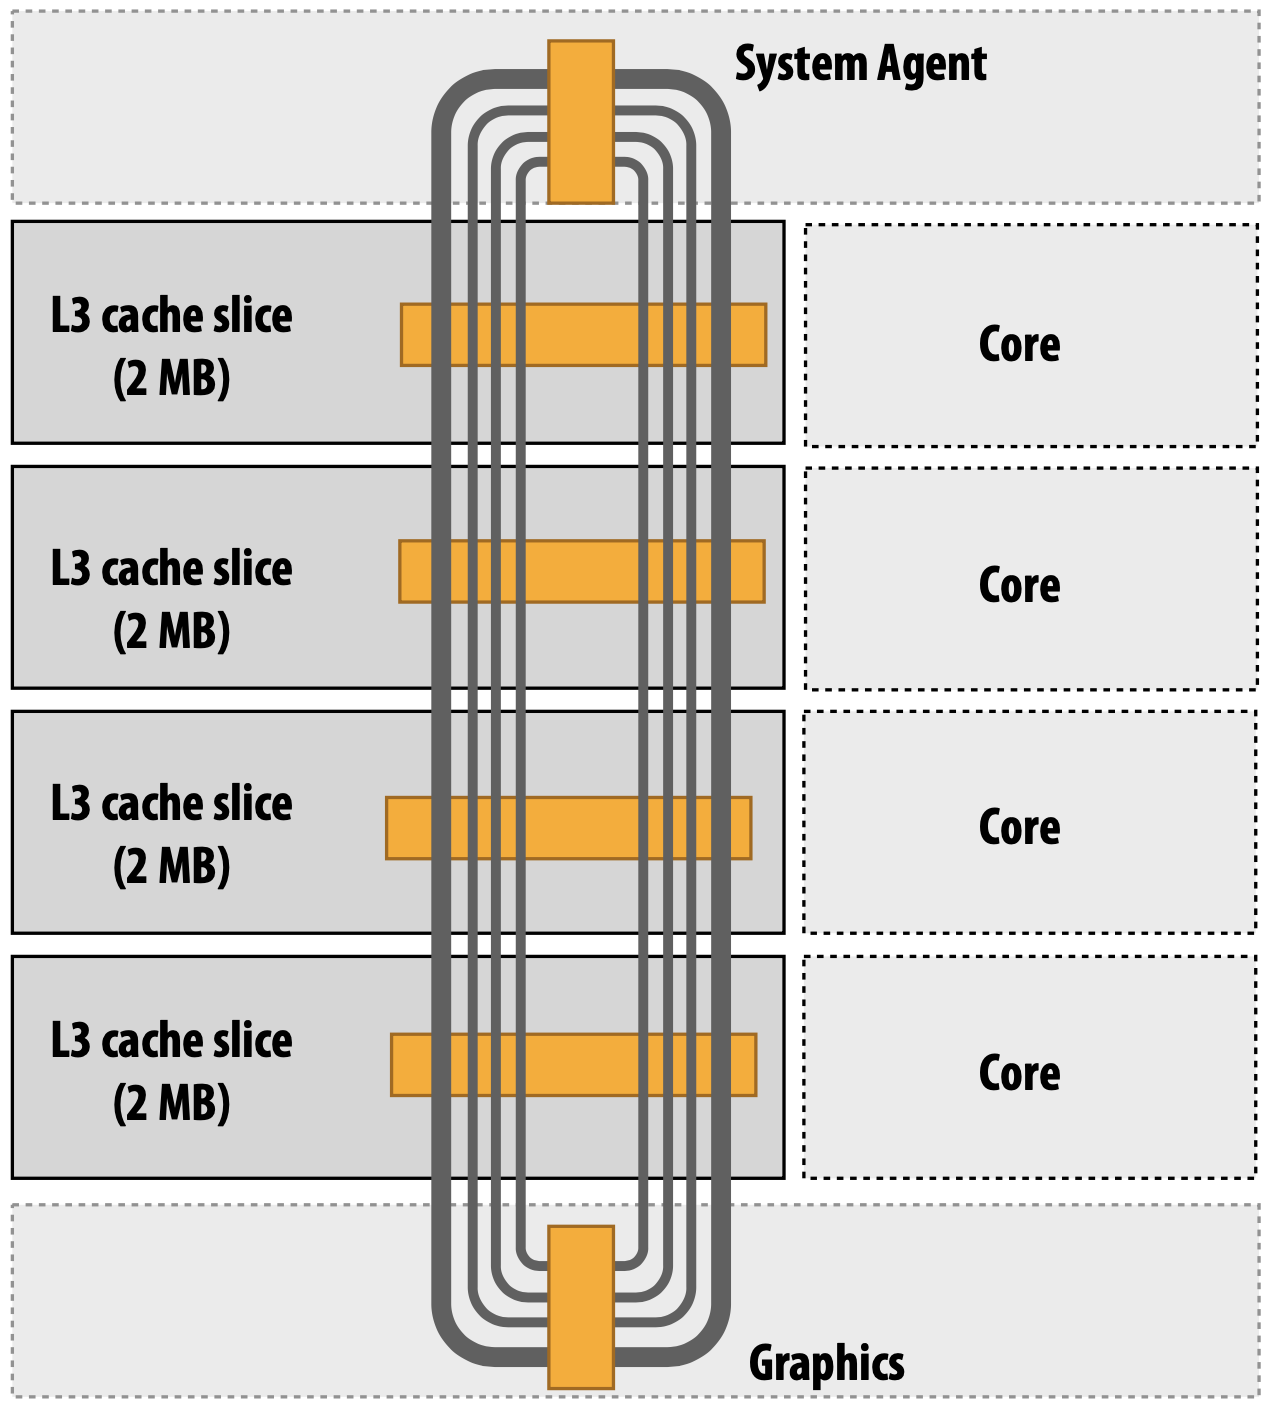 System Agent
L3 cache slice
(2 MB)
Core
L3 cache slice
(2 MB)
Core
L3 cache slice
(2 MB)
Core
L3 cache slice
(2 MB)
Core
Graphics